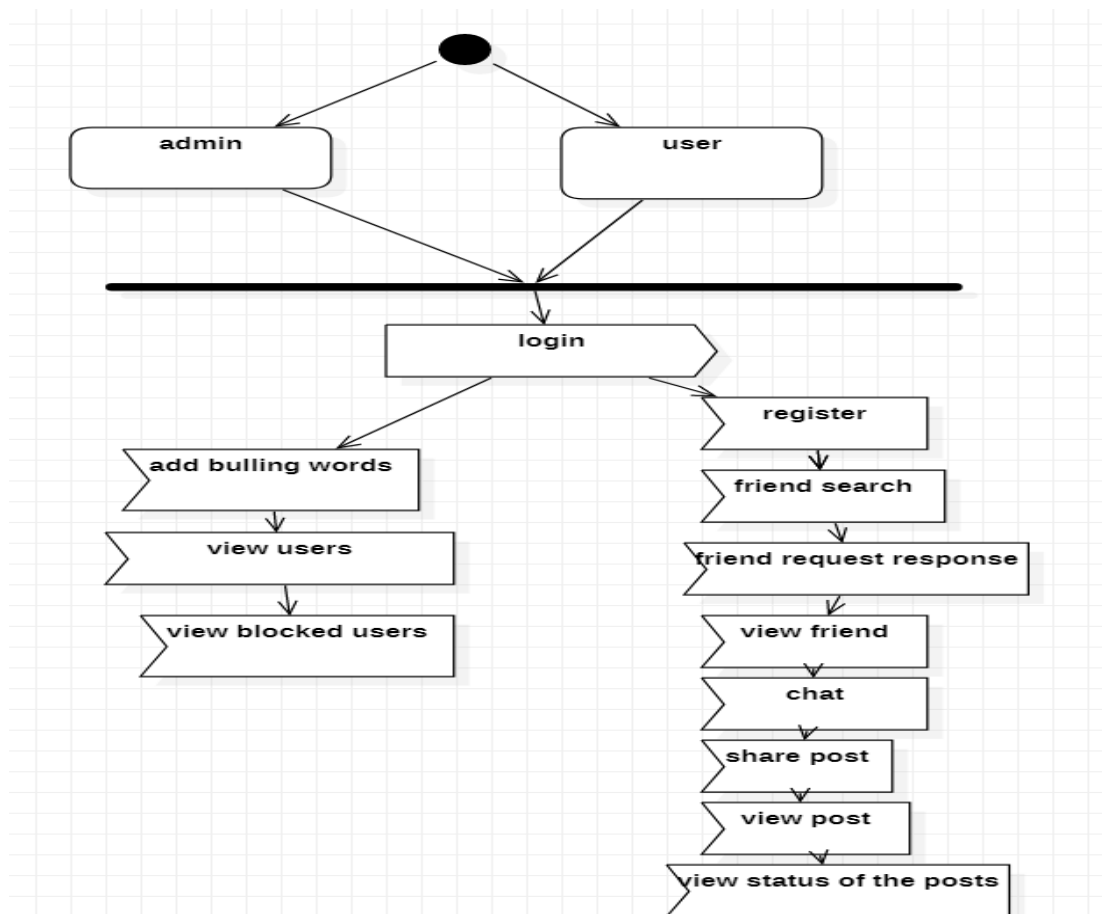 admin
user
login
register
add bulling words
friend search
view users
friend request response
view blocked users
view friend
chat
share post
view post
view status of the posts